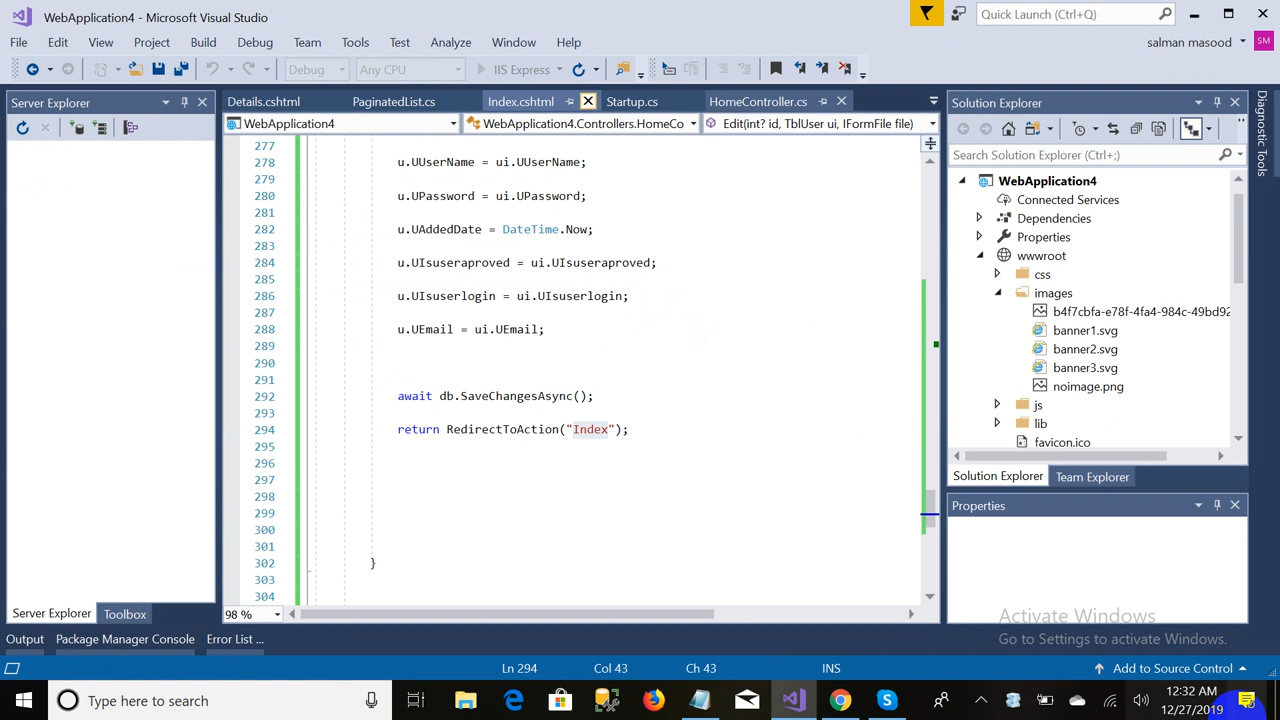 WebApplication4 - Microsoft Visual Studio
Quick Launch (Ctrl+Q)
File Edit View Project Build Debug Team Tools Test Analyze Window Help
salman masood SM
Debug Any CPU IIS Express
Server Explorer
Details.cshtml PaginatedList.cs Index.cshtml Startup.cs HomeController.cs
WebApplication4 WebApplication4.Controllers.HomeCo Edit(int? id, TblUser ui, IFormFile file)
277
278 u.UUserName = ui.UUserName;
279
280 u.UPassword = ui.UPassword;
281
282 u.UAddedDate = DateTime.Now;
283
284 u.UIsuseraproved = ui.UIsuseraproved;
285
286 u.UIsuserlogin = ui.UIsuserlogin;
287
288 u.UEmail = ui.UEmail;
289
290
291
292 await db.SaveChangesAsync();
293
294 return RedirectToAction("Index");
295
296
297
298
299
300
301
302 }
303
304
98 %
Solution Explorer
Search Solution Explorer (Ctrl+;)
WebApplication4
Connected Services
Dependencies
Properties
wwwroot
css
images
b4f7cbfa-e78f-4fa4-984c-49bd92
banner1.svg
banner2.svg
banner3.svg
noimage.png
js
lib
favicon.ico
Solution Explorer Team Explorer
Properties
Diagnostic Tools
Activate Windows
Go to Settings to activate Windows.
Server Explorer Toolbox
Output Package Manager Console Error List ...
Ln 294 Col 43 Ch 43 INS Add to Source Control
Type here to search
12:32 AM
12/27/2019